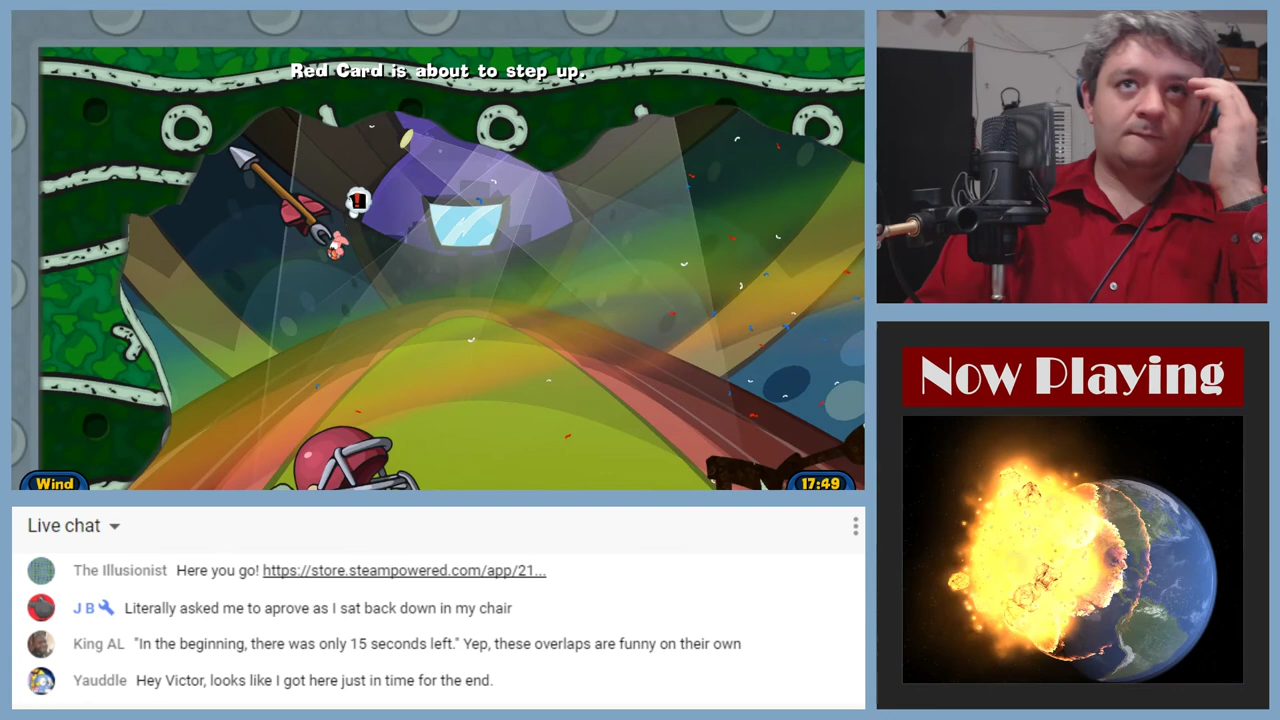 Red Card is about to step up.
Wind
17:49
Now Playing
Live chat
The Illusionist Here you go! https://store.steampowered.com/app/21...
J B Literally asked me to aprove as I sat back down in my chair
King AL "In the beginning, there was only 15 seconds left." Yep, these overlaps are funny on their own
Yauddle Hey Victor, looks like I got here just in time for the end.